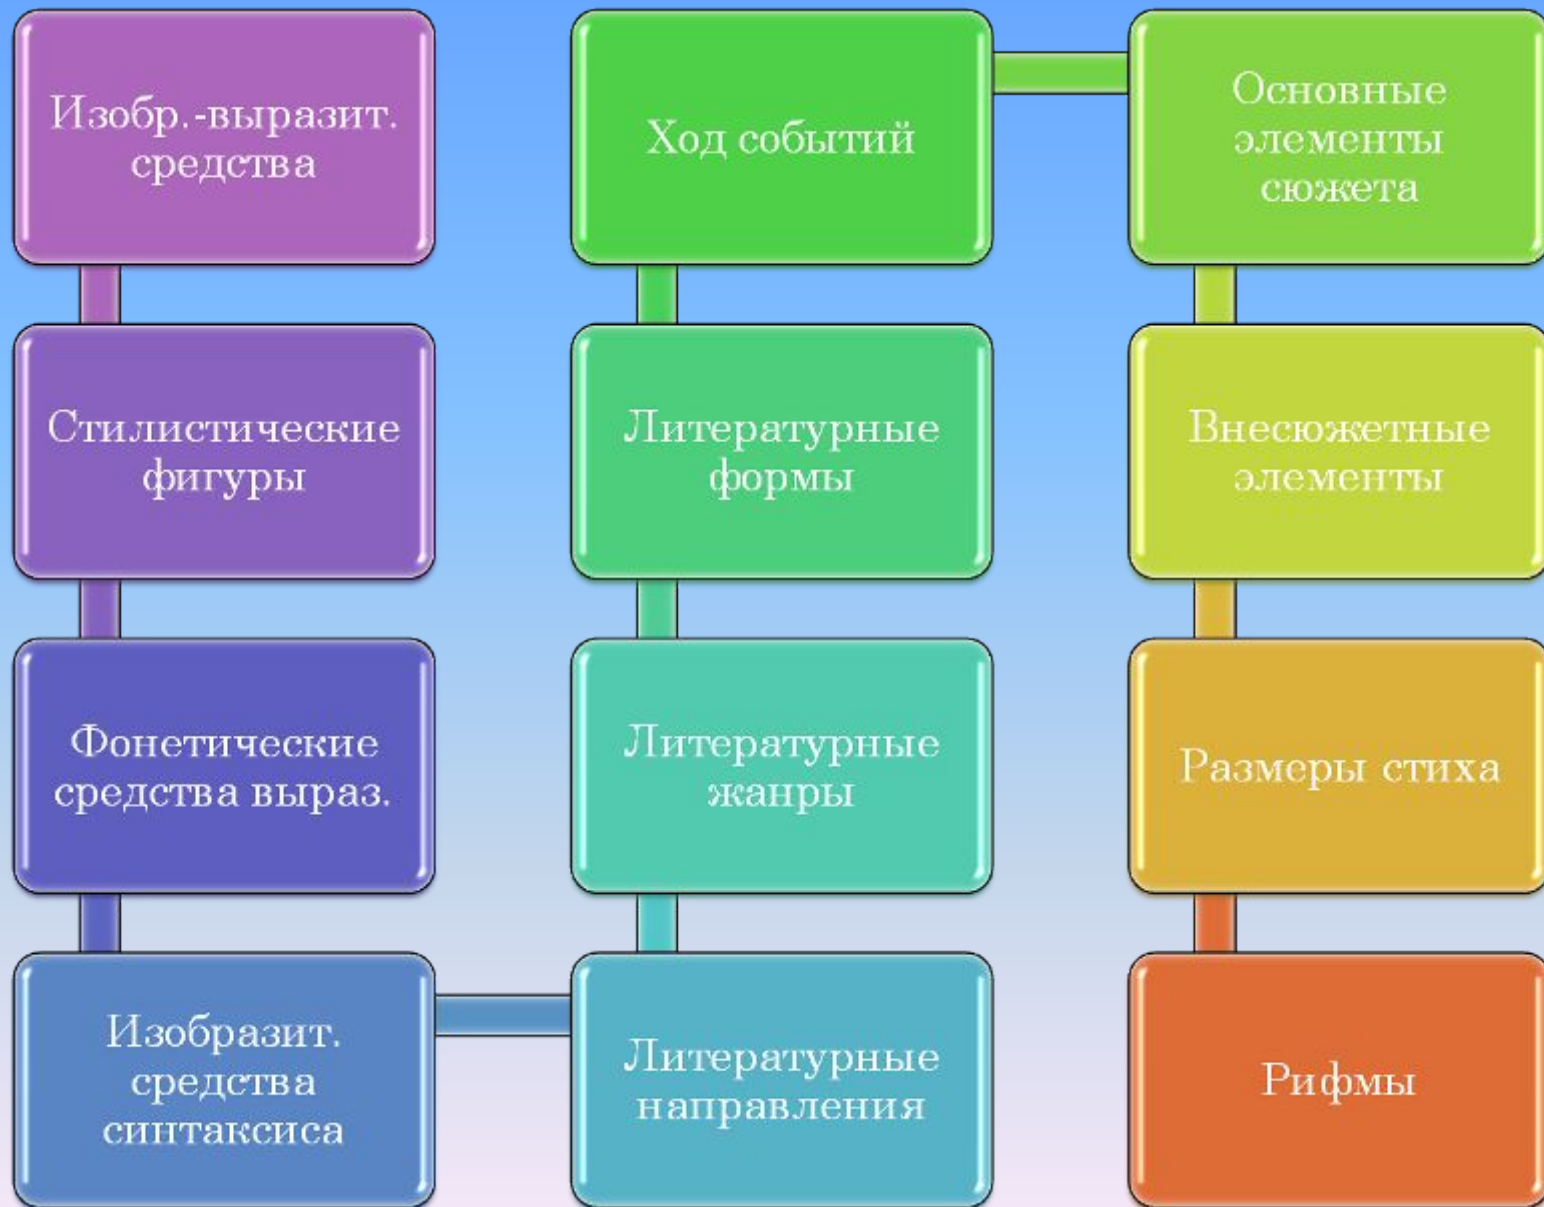 Изобр.-выразит.
средства
Стилистические
фигуры
Фонетические
средства выраз.
Изобразит.
средства
синтаксиса
Литературные
направления
Литературные
жанры
Литературные
формы
Ход событий
Основные
элементы
сюжета
Внесюжетные
элементы
Размеры стиха
Рифмы